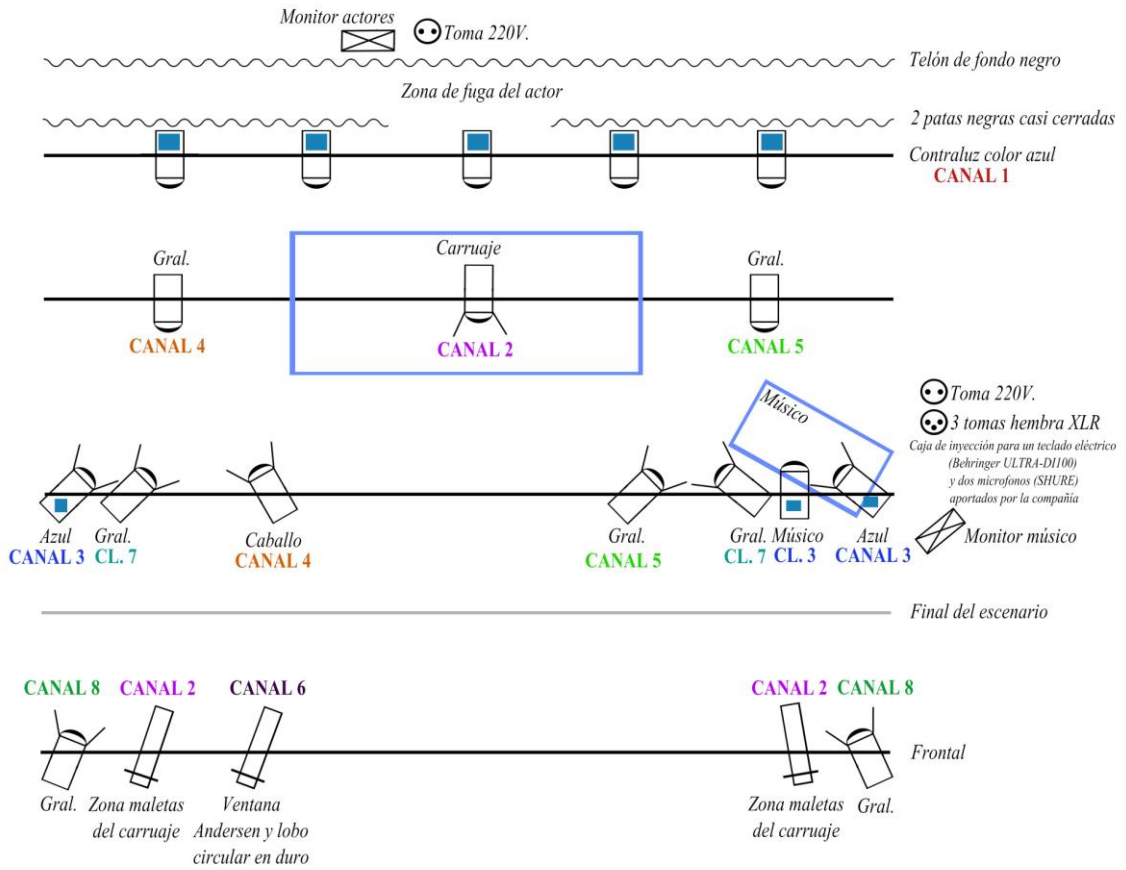 Monitor actores
Toma 220V.
Telón de fondo negro
Zona de fuga del actor
2 patas negras casi cerradas
Contraluz color azul
CANAL 1
Gral.
Carruaje
Gral.
CANAL 4
CANAL 2
CANAL 5
Músico
Toma 220V.
3 tomas hembra XLR
Caja de inyección para un teclado eléctrico
(Behringer ULTRA-DI100)
y dos microfonos (SHURE)
aportados por la compañía
Monitor músico
Azul
CANAL 3
Gral.
CL. 7
Caballo
CANAL 4
Gral.
CANAL 5
Gral.
CL. 7
Músico
CL. 3
Azul
CANAL 3
Final del escenario
CANAL 8
CANAL 2
CANAL 6
CANAL 2
CANAL 8
Frontal
Gral.
Zona maletas
del carruaje
Ventana
Andersen y lobo
circular en duro
Zona maletas
del carruaje
Gral.